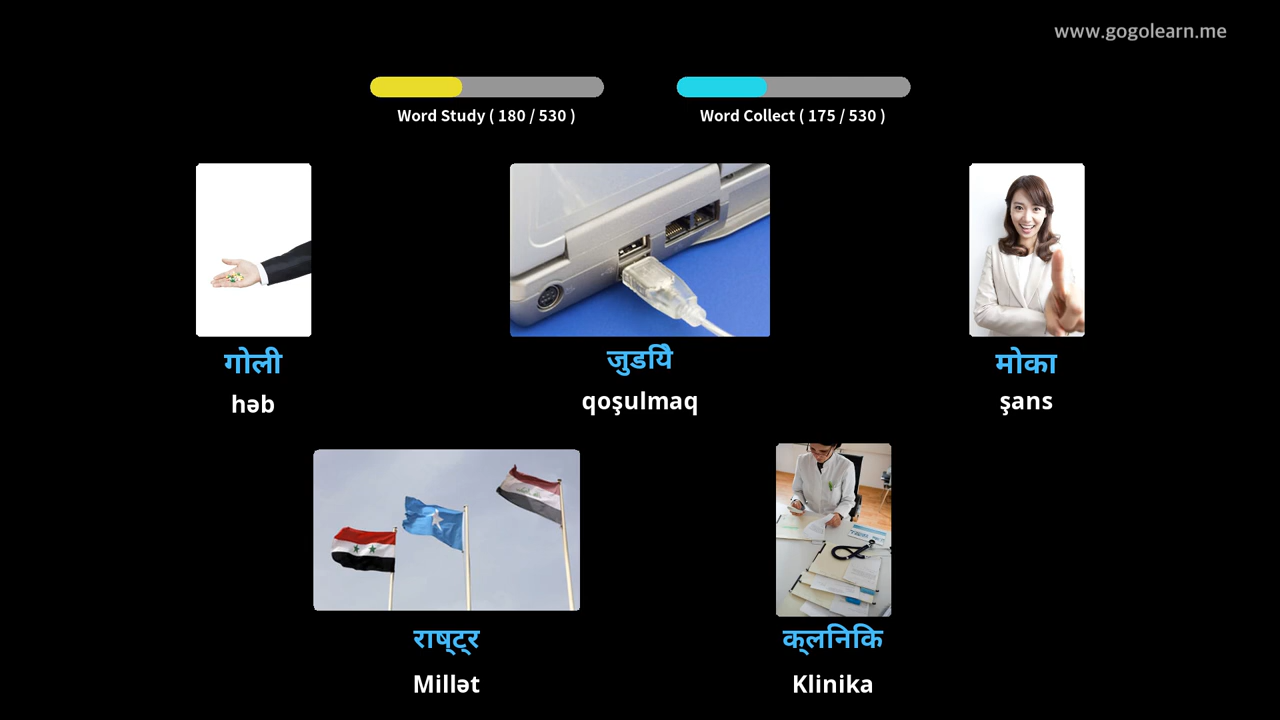 www.gogolearn.me
Word Study ( 180 / 530 )
Word Collect ( 175 / 530 )
गोली
जुडयिे
मोका
həb
qoşulmaq
şans
राष्ट्र
क्लनिकि
Millət
Klinika